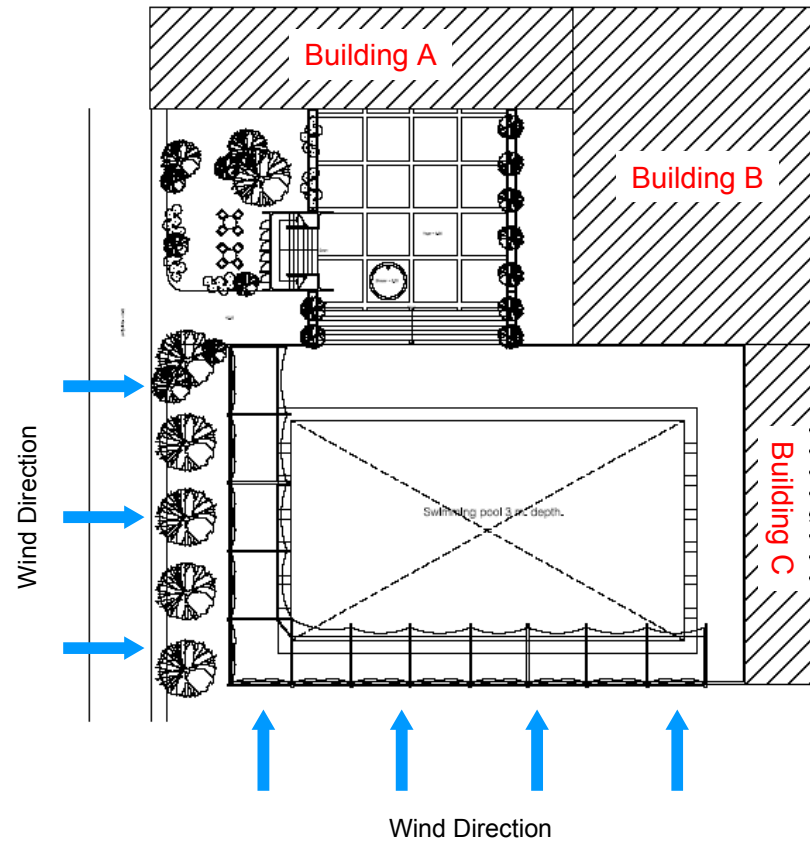 Building A
Building B
Swimming pool 3 m. depth.
Building C
Wind Direction
Wind Direction